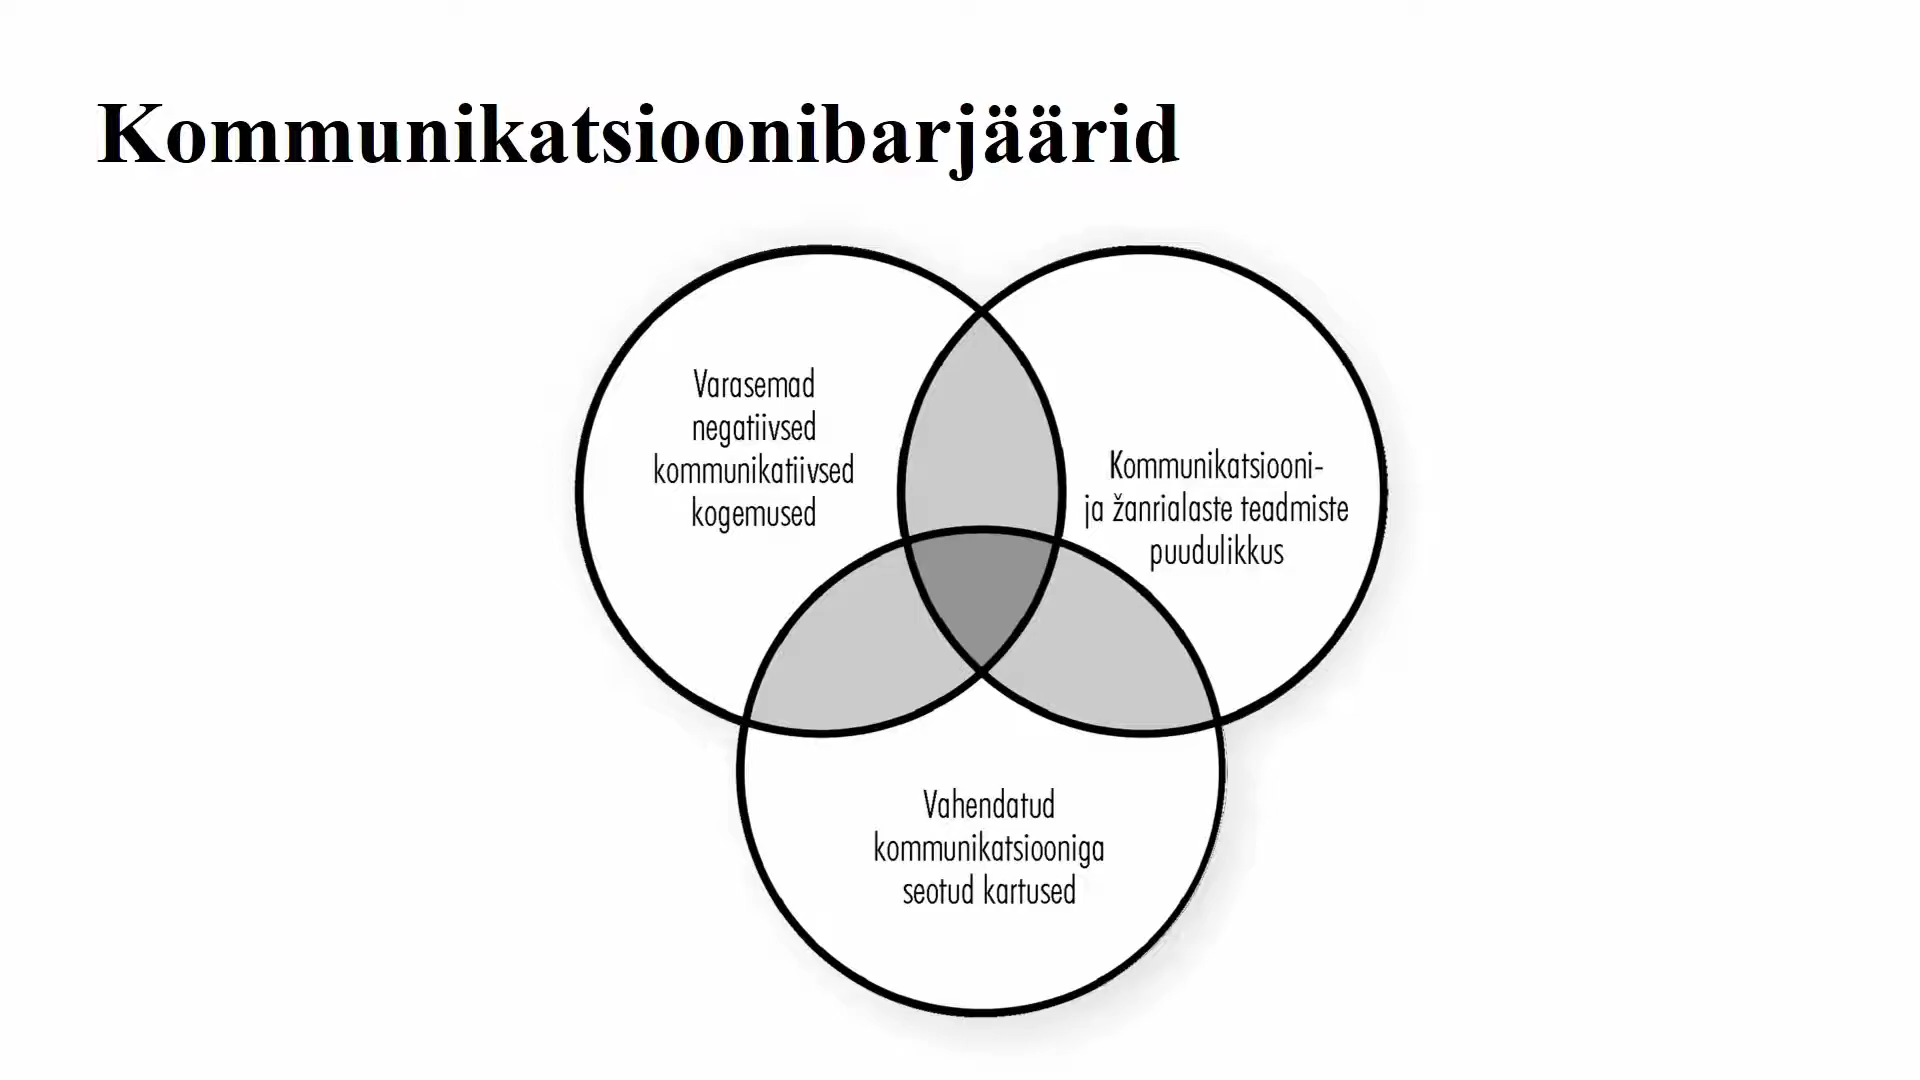 Kommunikatsioonibarjäärid
Varasemad
negatiivsed
kommunikatiivsed
kogemused
Kommunikatsiooni-
ja žanrialaste teadmiste
puudulikkus
Vahendatud
kommunikatsiooniga
seotud kartused